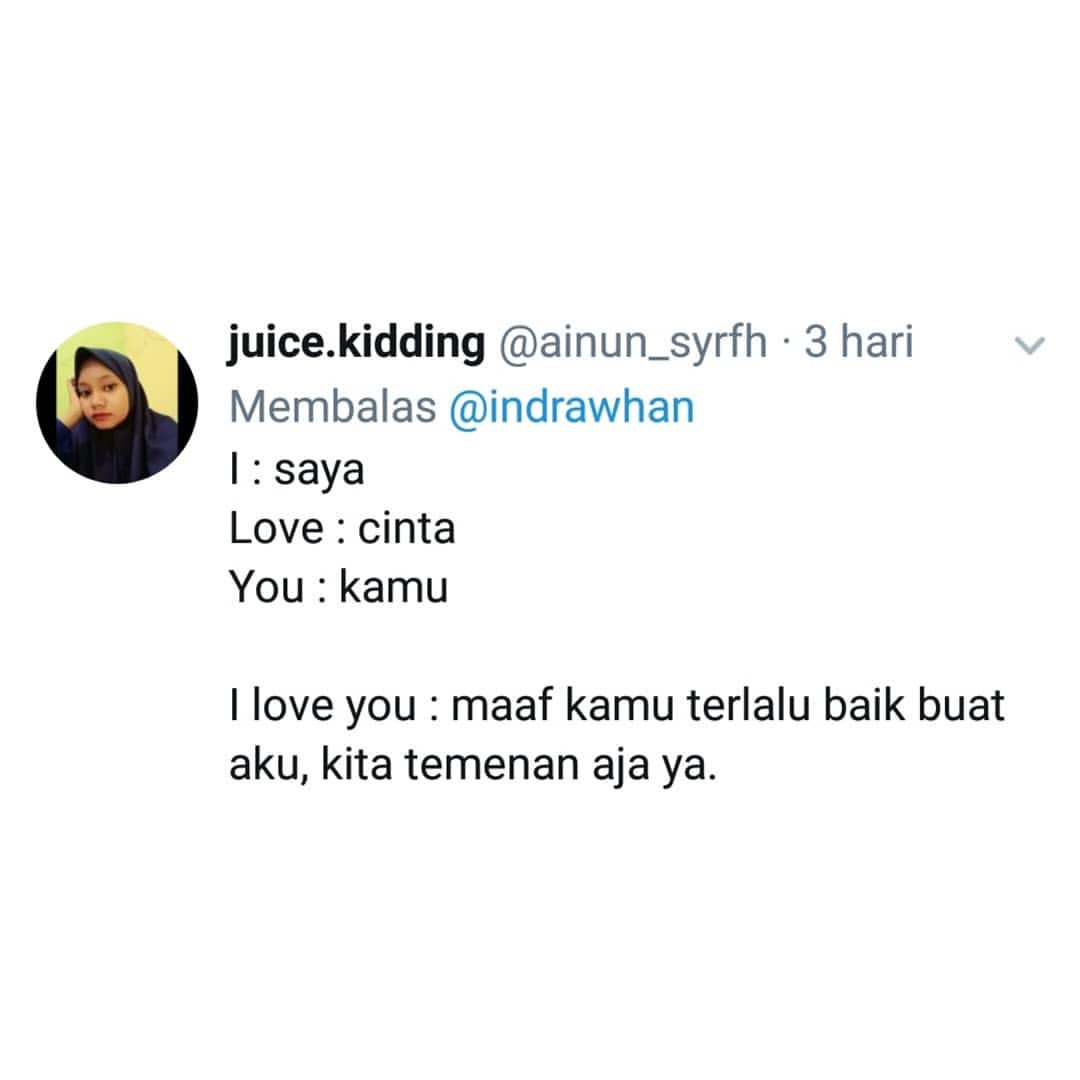 juice.kidding @ainun_syrfh · 3 hari
Membalas @indrawhan
I : saya
Love : cinta
You : kamu
I love you : maaf kamu terlalu baik buat
aku, kita temenan aja ya.